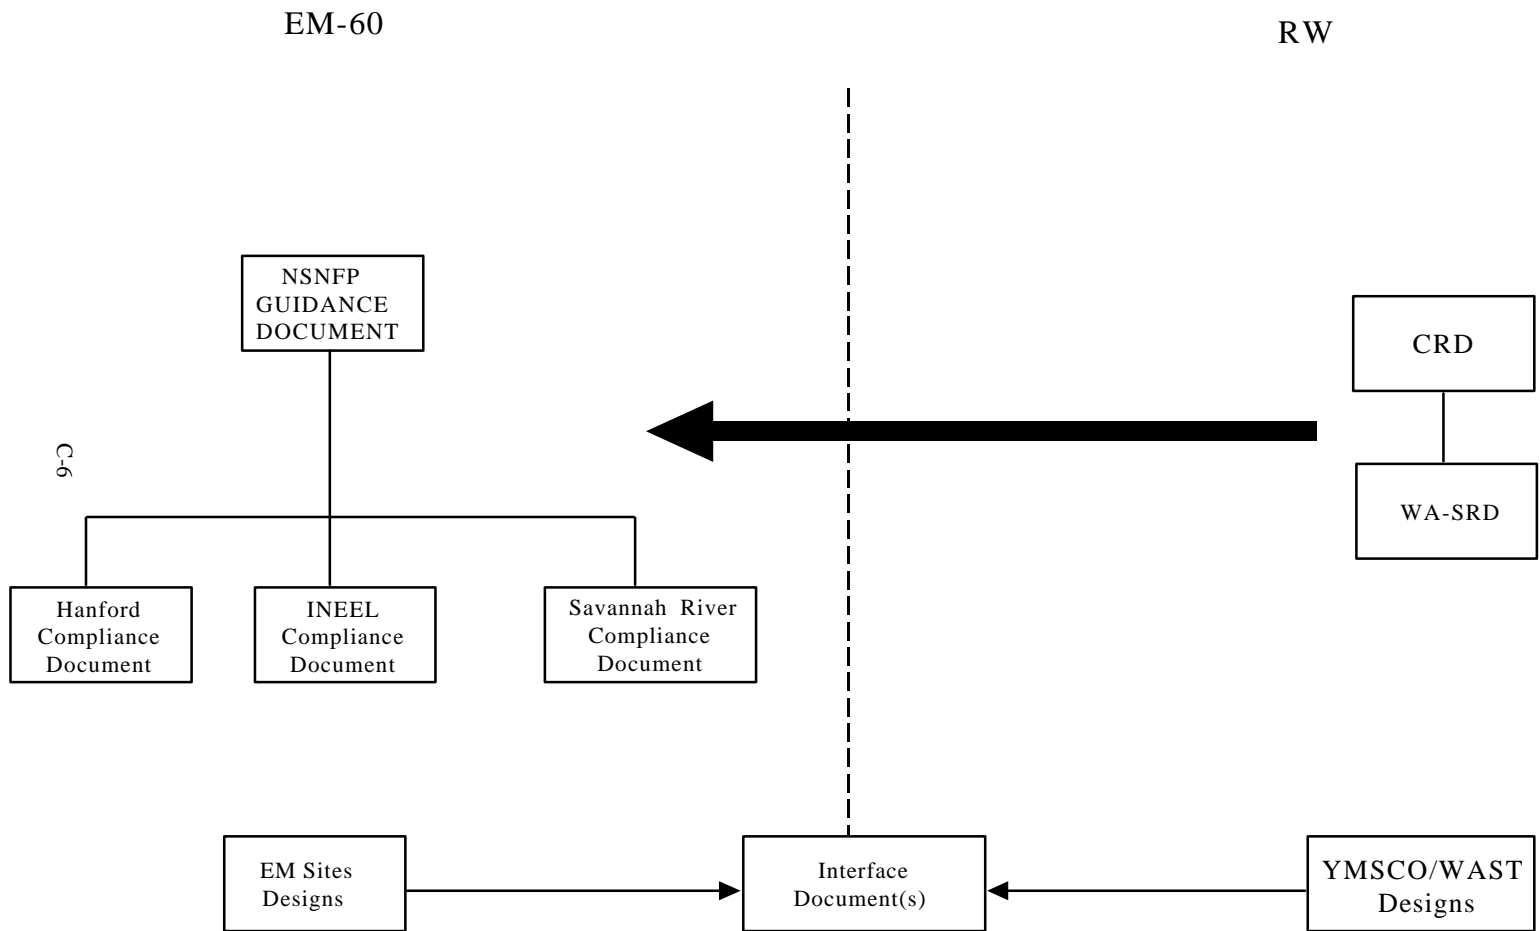 EM-60
RW
NSNFP
GUIDANCE
DOCUMENT
CRD
C-6
WA-SRD
Hanford
Compliance
Document
INEEL
Compliance
Document
Savannah River
Compliance
Document
EM Sites
Designs
Interface
Document(s)
YMSCO/WAST
Designs